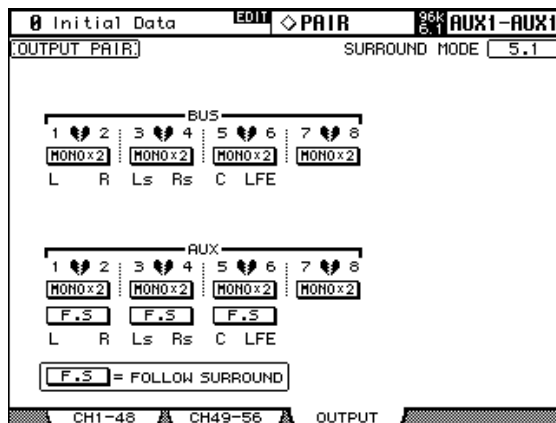 0 Initial Data EDIT ◇PAIR 96k 6.1 AUX1-AUX1
OUTPUT PAIR SURROUND MODE 5.1
BUS
1 2 3 4 5 6 7 8
MONO×2 MONO×2 MONO×2 MONO×2
L R Ls Rs C LFE
AUX
1 2 3 4 5 6 7 8
MONO×2 MONO×2 MONO×2 MONO×2
F.S F.S F.S
L R Ls Rs C LFE
F.S = FOLLOW SURROUND
CH1-48 CH49-56 OUTPUT